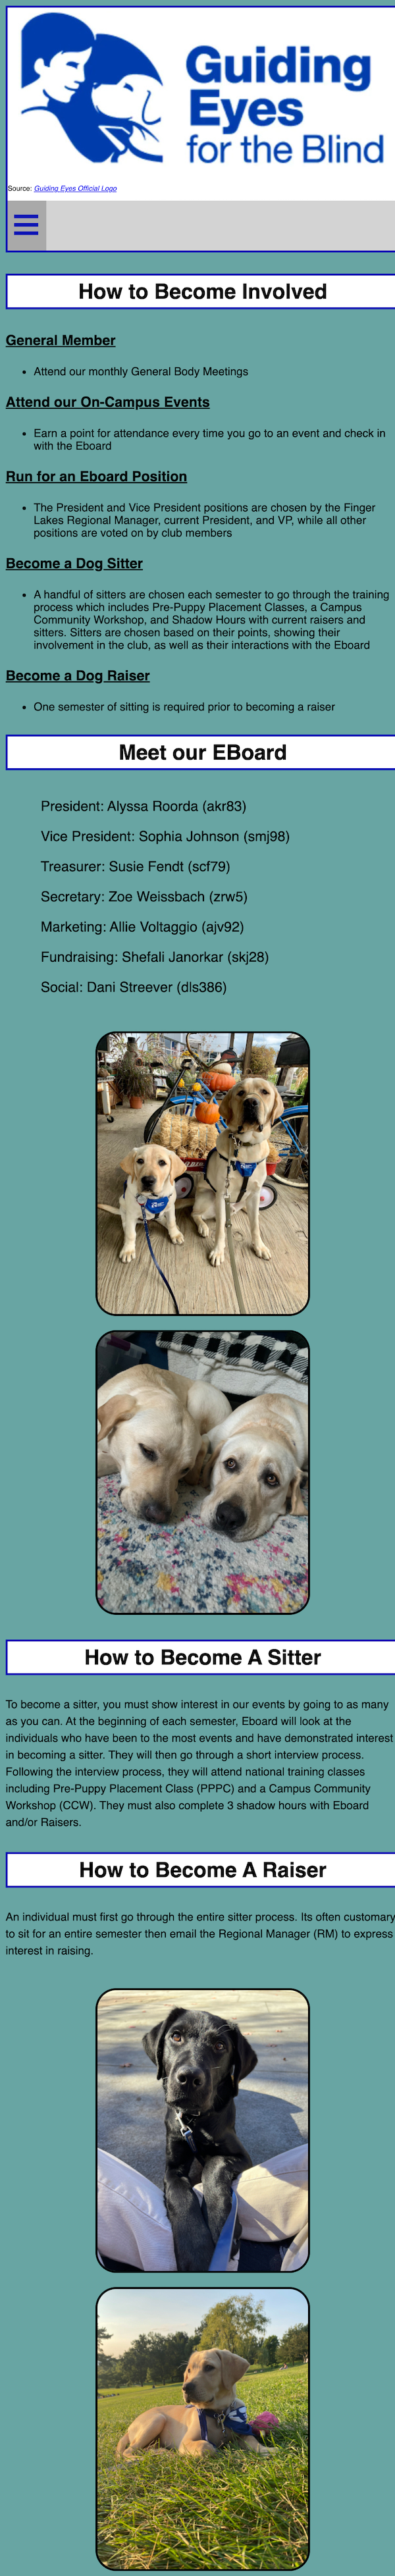 Guiding
Eyes
for the Blind
Source: Guiding Eyes Official Logo
How to Become Involved
General Member
• Attend our monthly General Body Meetings
Attend our On-Campus Events
• Earn a point for attendance every time you go to an event and check in
with the Eboard
Run for an Eboard Position
• The President and Vice President positions are chosen by the Finger
Lakes Regional Manager, current President, and VP, while all other
positions are voted on by club members
Become a Dog Sitter
• A handful of sitters are chosen each semester to go through the training
process which includes Pre-Puppy Placement Classes, a Campus
Community Workshop, and Shadow Hours with current raisers and
sitters. Sitters are chosen based on their points, showing their
involvement in the club, as well as their interactions with the Eboard
Become a Dog Raiser
• One semester of sitting is required prior to becoming a raiser
Meet our EBoard
President: Alyssa Roorda (akr83)
Vice President: Sophia Johnson (smj98)
Treasurer: Susie Fendt (scf79)
Secretary: Zoe Weissbach (zrw5)
Marketing: Allie Voltaggio (ajv92)
Fundraising: Shefali Janorkar (skj28)
Social: Dani Streever (dls386)
How to Become A Sitter
To become a sitter, you must show interest in our events by going to as many
as you can. At the beginning of each semester, Eboard will look at the
individuals who have been to the most events and have demonstrated interest
in becoming a sitter. They will then go through a short interview process.
Following the interview process, they will attend national training classes
including Pre-Puppy Placement Class (PPPC) and a Campus Community
Workshop (CCW). They must also complete 3 shadow hours with Eboard
and/or Raisers.
How to Become A Raiser
An individual must first go through the entire sitter process. Its often customary
to sit for an entire semester then email the Regional Manager (RM) to express
interest in raising.